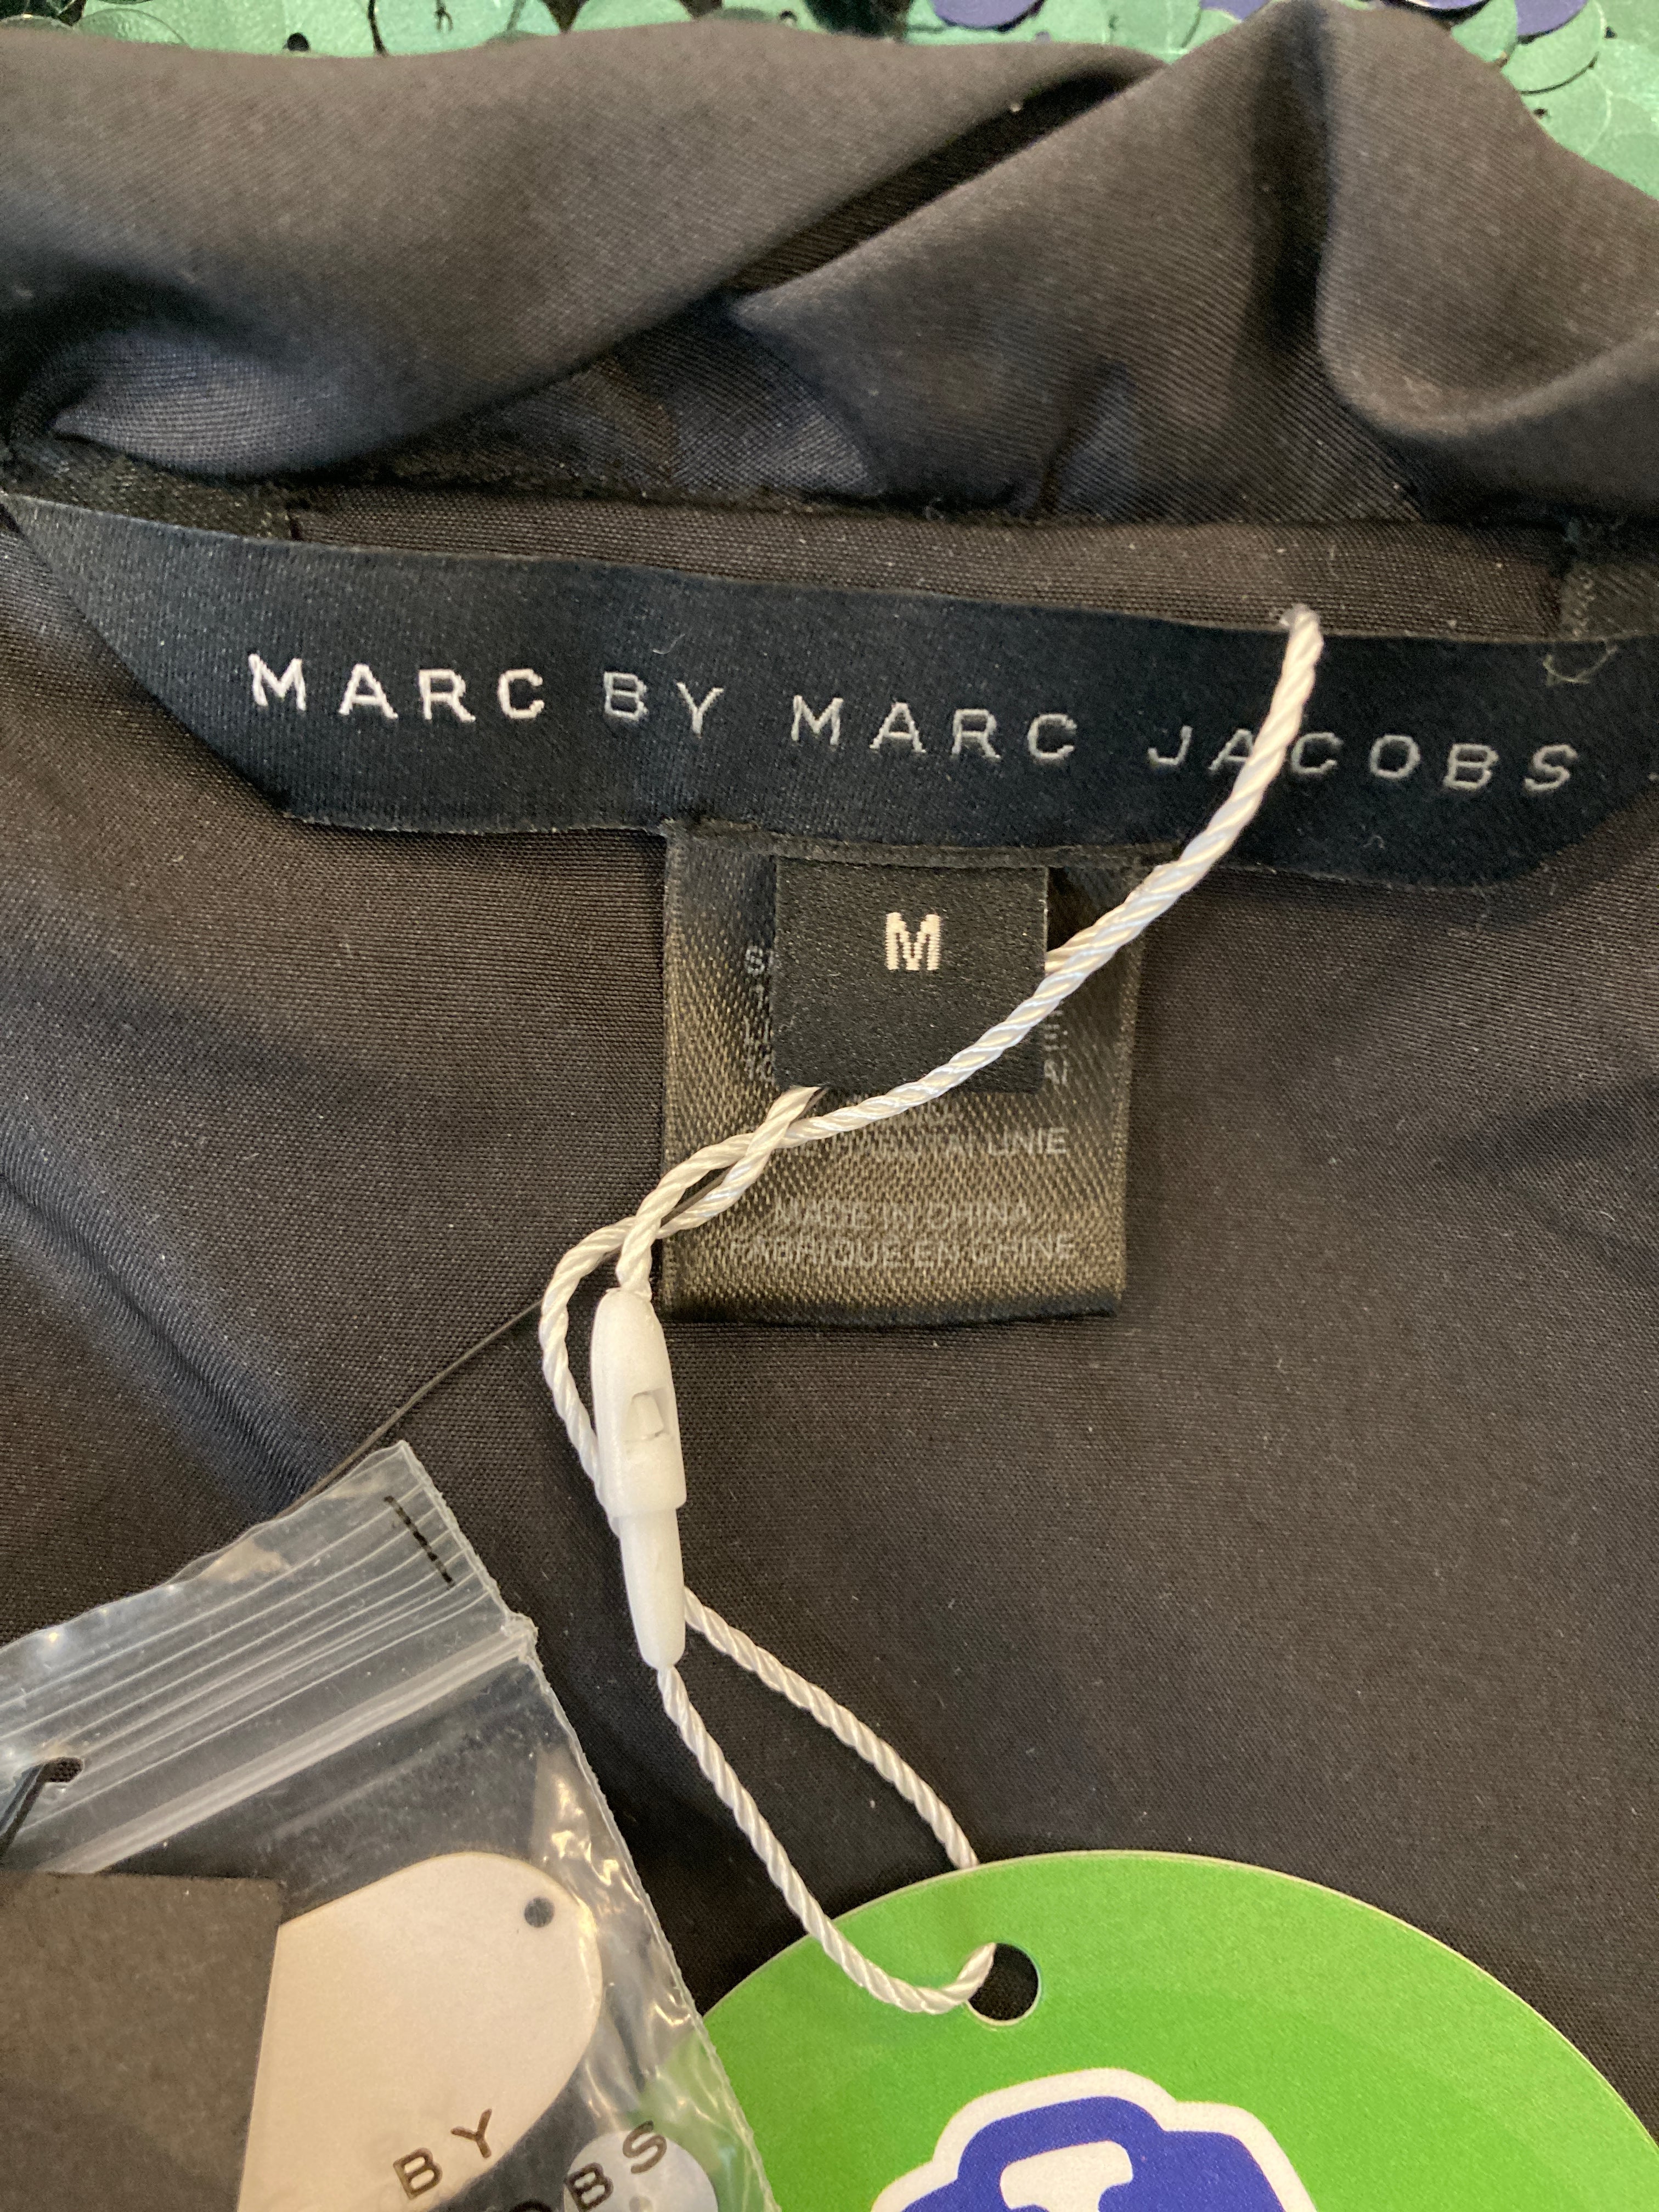 MARC BY MARC JACOBS
M
MADE IN CHINA
FABRIQUE EN CHINE
BY
OBS